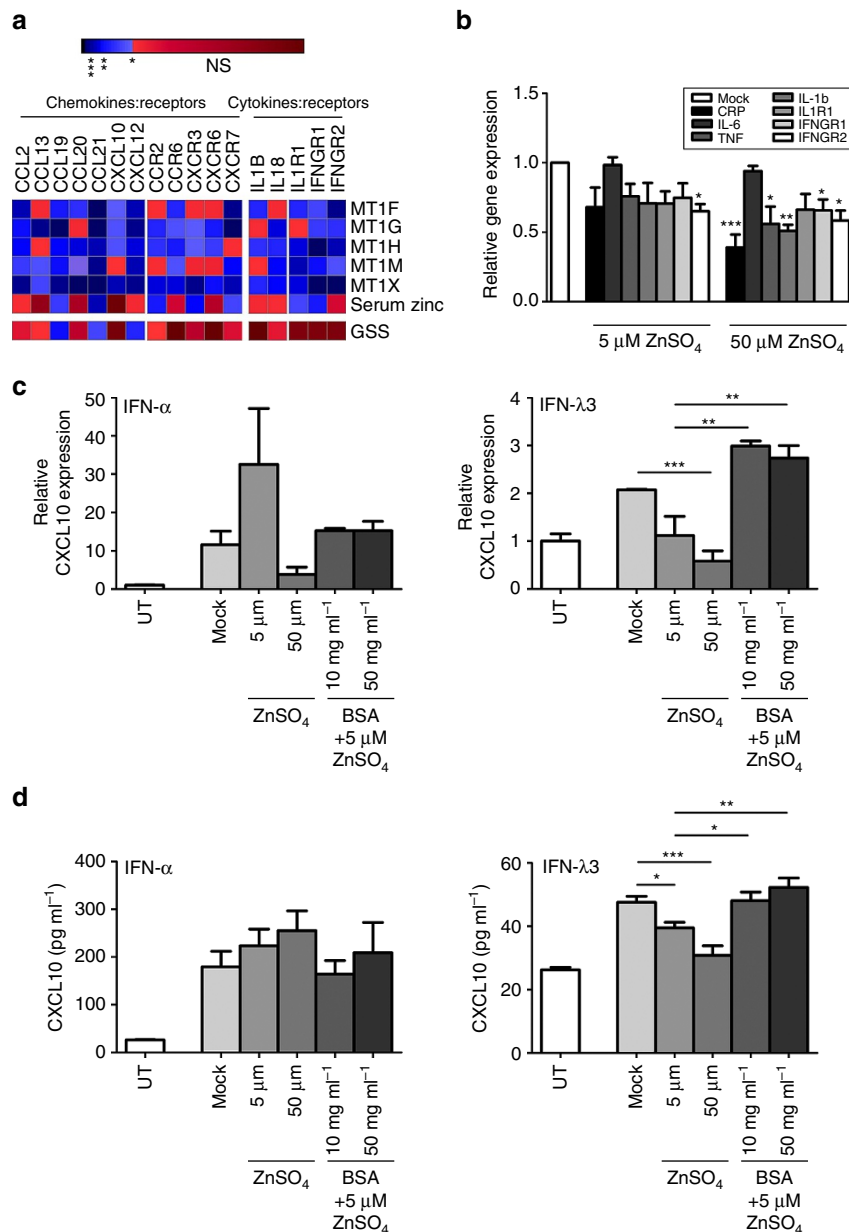 a
***
**
*
NS
Chemokines:receptors
Cytokines:receptors
CCL2
CCL13
CCL19
CCL20
CCL21
CXCL10
CXCL12
CCR2
CCR6
CXCR3
CXCR6
CXCR7
IL1B
IL18
IL1R1
IFNGR1
IFNGR2
MT1F
MT1G
MT1H
MT1M
MT1X
Serum zinc
GSS
b
Relative gene expression
1.5
1.0
0.5
0.0
Mock
CRP
IL-6
TNF
IL-1b
IL1R1
IFNGR1
IFNGR2
*
***
*
**
*
*
5 μM ZnSO4
50 μM ZnSO4
c
IFN-α
Relative
CXCL10 expression
50
40
30
20
10
0
UT
Mock
5 μm
50 μm
10 mg ml−1
50 mg ml−1
ZnSO4
BSA
+5 μM
ZnSO4
IFN-λ3
Relative
CXCL10 expression
4
3
2
1
0
**
**
***
UT
Mock
5 μm
50 μm
10 mg ml−1
50 mg ml−1
ZnSO4
BSA
+5 μM
ZnSO4
d
IFN-α
CXCL10 (pg ml−1)
400
300
200
100
0
UT
Mock
5 μm
50 μm
10 mg ml−1
50 mg ml−1
ZnSO4
BSA
+5 μM
ZnSO4
IFN-λ3
CXCL10 (pg ml−1)
60
40
20
0
**
*
***
*
UT
Mock
5 μm
50 μm
10 mg ml−1
50 mg ml−1
ZnSO4
BSA
+5 μM
ZnSO4